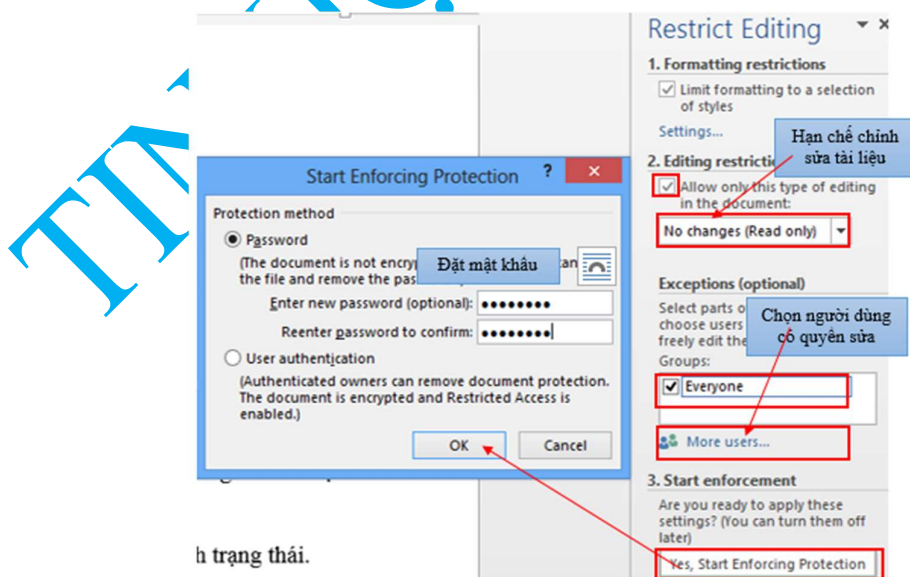 TIN
Restrict Editing
1. Formatting restrictions
Limit formatting to a selection
of styles
Settings...
Hạn chế chỉnh
sửa tài liệu
2. Editing
Allow only this type of editing
in the document:
No changes (Read only)
Exceptions (optional)
Select parts
choose users
freely edit
Chọn người dùng
có quyền sửa
Groups:
Everyone
More users...
3. Start enforcement
Are you ready to apply these
settings? (You can turn them off
later)
Yes, Start Enforcing Protection
Start Enforcing Protection ?
Protection method
Password
(The document is not
the file and remove the
Đặt mật khẩu
Enter new password (optional): ••••••••
Reenter password to confirm: ••••••••
User authentication
(Authenticated owners can remove document protection.
The document is encrypted and Restricted Access is
enabled.)
OK Cancel
trạng thái.